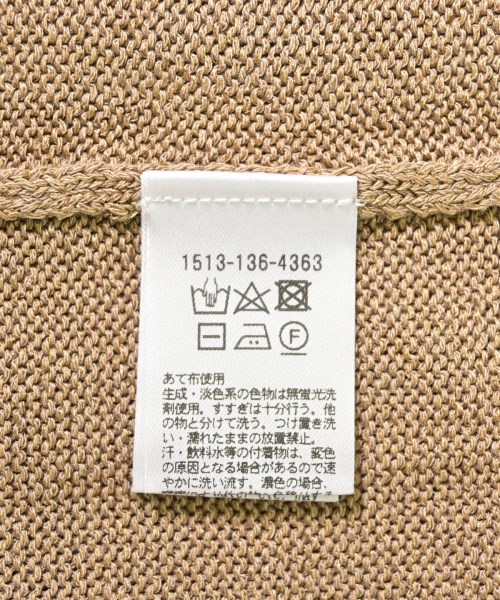 1513-136-4363
F
あて布使用
生成・淡色系の色物は無蛍光洗
剤使用。すすぎは十分行う。他
の物と分けて洗う。つけ置き洗
い・濡れたままの放置禁止。
汗・飲料水等の付着物は、変色
の原因となる場合があるので速
やかに洗い流す。濃色の場合、